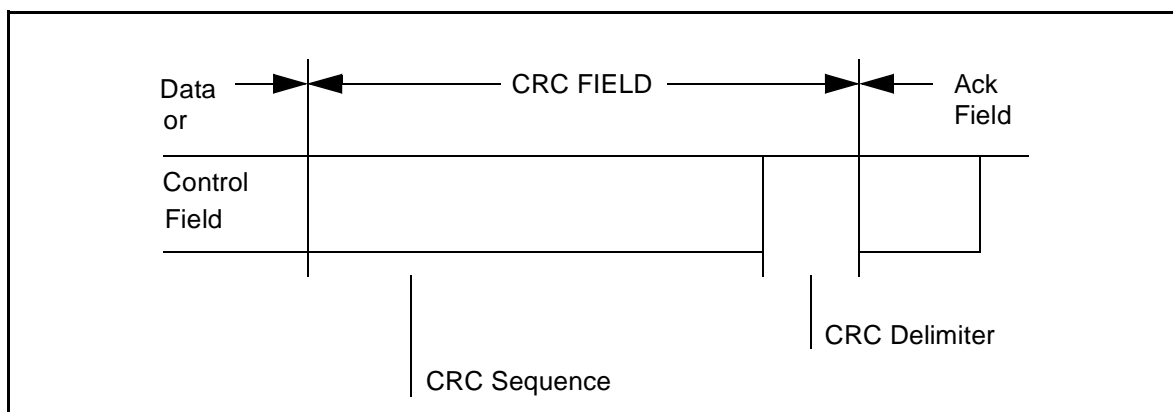 Data
or
CRC FIELD
Ack
Field
Control
Field
CRC Delimiter
CRC Sequence